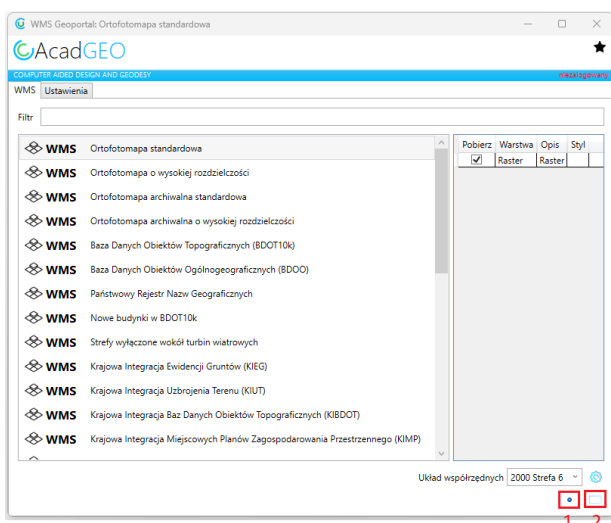 WMS Geoportal: Ortofotomapa standardowa
AcadGEO
COMPUTER AIDED DESIGN AND GEODESY
niezalogowany
WMS Ustawienia
Filtr
WMS Ortofotomapa standardowa
WMS Ortofotomapa o wysokiej rozdzielczości
WMS Ortofotomapa archiwalna standardowa
WMS Ortofotomapa archiwalna o wysokiej rozdzielczości
WMS Baza Danych Obiektów Topograficznych (BDOT10k)
WMS Baza Danych Obiektów Ogólnogeograficznych (BDOO)
WMS Państwowy Rejestr Nazw Geograficznych
WMS Nowe budynki w BDOT10k
WMS Strefy wyłączone wokół turbin wiatrowych
WMS Krajowa Integracja Ewidencji Gruntów (KIEG)
WMS Krajowa Integracja Uzbrojenia Terenu (KIUT)
WMS Krajowa Integracja Baz Danych Obiektów Topograficznych (KIBDOT)
WMS Krajowa Integracja Miejscowych Planów Zagospodarowania Przestrzennego (KIMP)
Pobierz Warstwa Opis Styl
Raster Raster
Układ współrzędnych 2000 Strefa 6
1 2